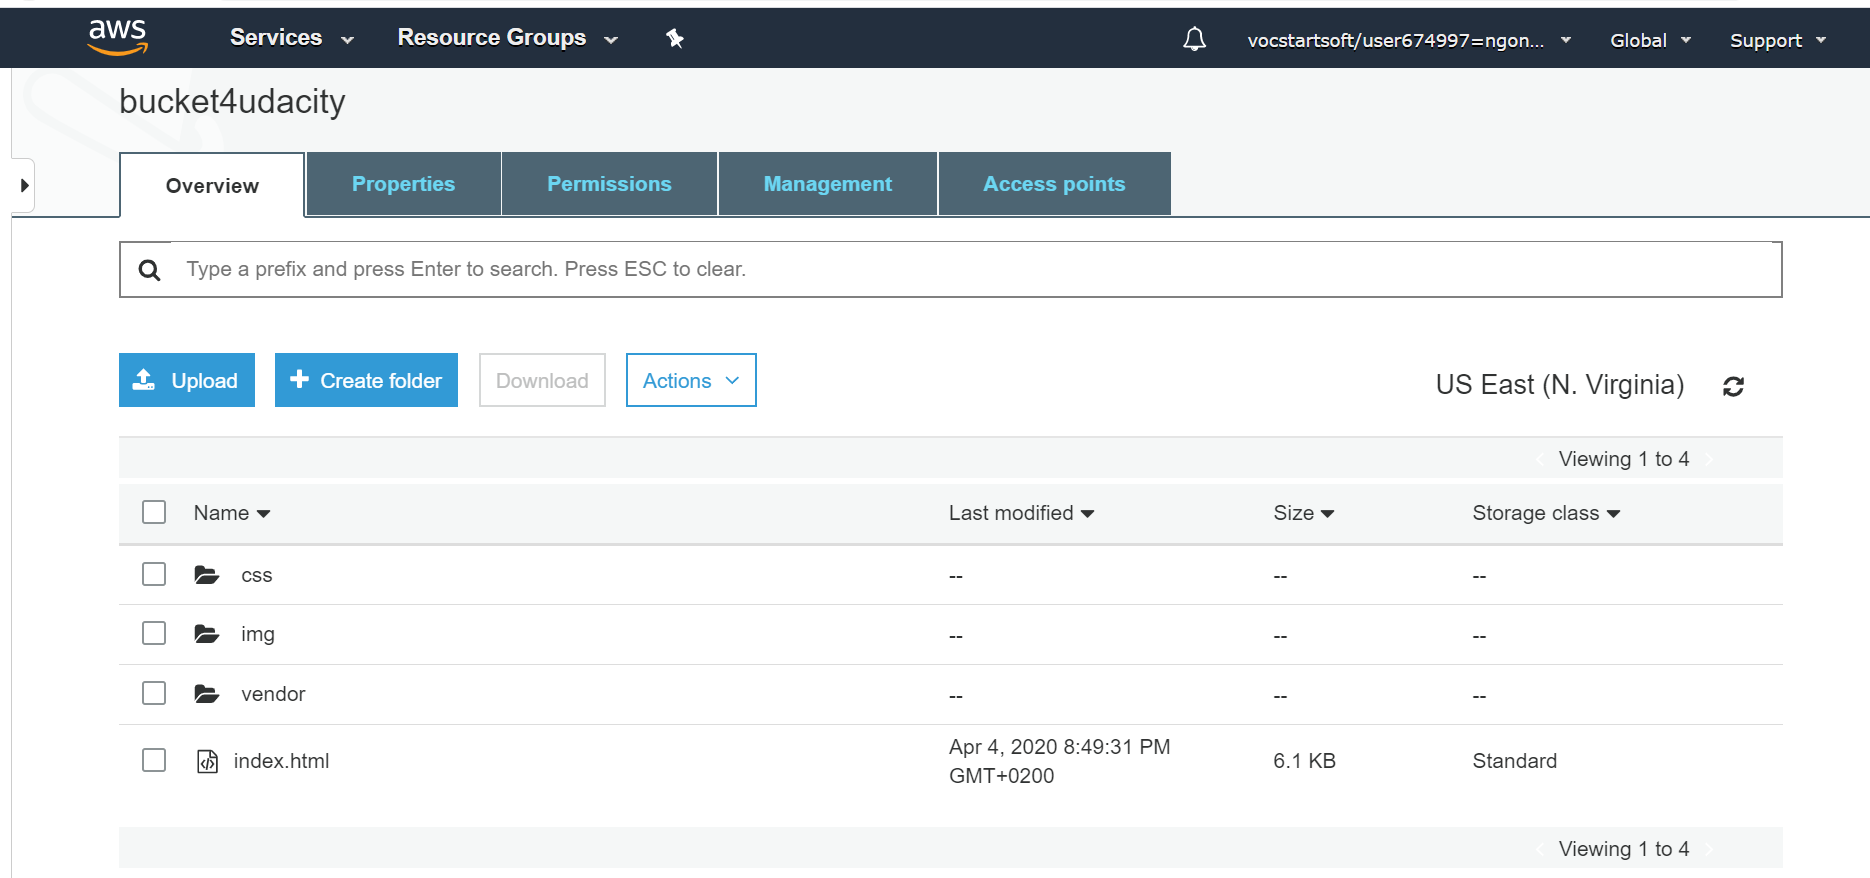 aws Services Resource Groups vocstartsoft/user674997=ngon... Global Support
bucket4udacity
Overview Properties Permissions Management Access points
Type a prefix and press Enter to search. Press ESC to clear.
Upload Create folder Download Actions US East (N. Virginia)
Viewing 1 to 4
Name Last modified Size Storage class
css -- -- --
img -- -- --
vendor -- -- --
index.html Apr 4, 2020 8:49:31 PM 6.1 KB Standard
GMT+0200
Viewing 1 to 4